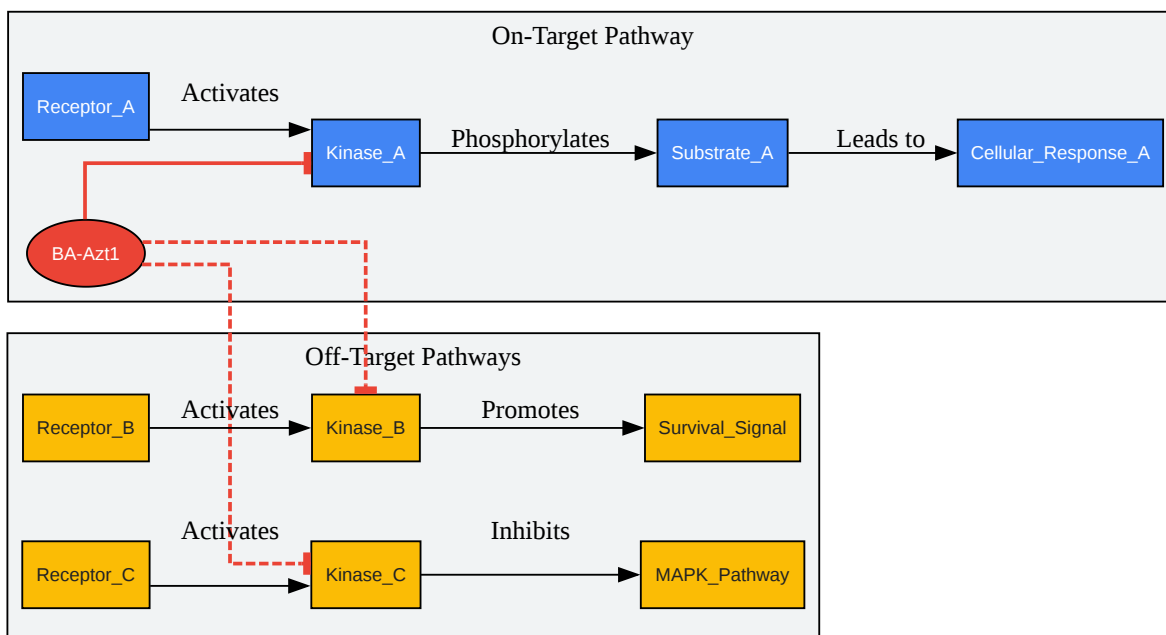 On-Target Pathway
Receptor_A
Activates
Kinase_A
Phosphorylates
Substrate_A
Leads to
Cellular_Response_A
BA-Azt1
Off-Target Pathways
Receptor_B
Activates
Kinase_B
Promotes
Survival_Signal
Receptor_C
Activates
Kinase_C
Inhibits
MAPK_Pathway